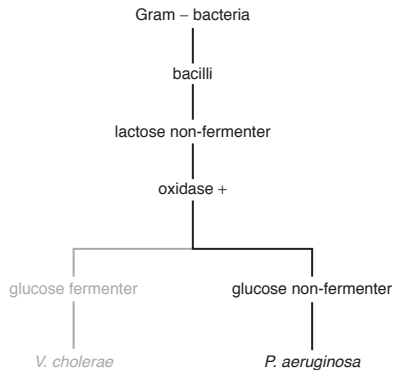 Gram – bacteria
bacilli
lactose non-fermenter
oxidase +
glucose fermenter
glucose non-fermenter
V. cholerae
P. aeruginosa